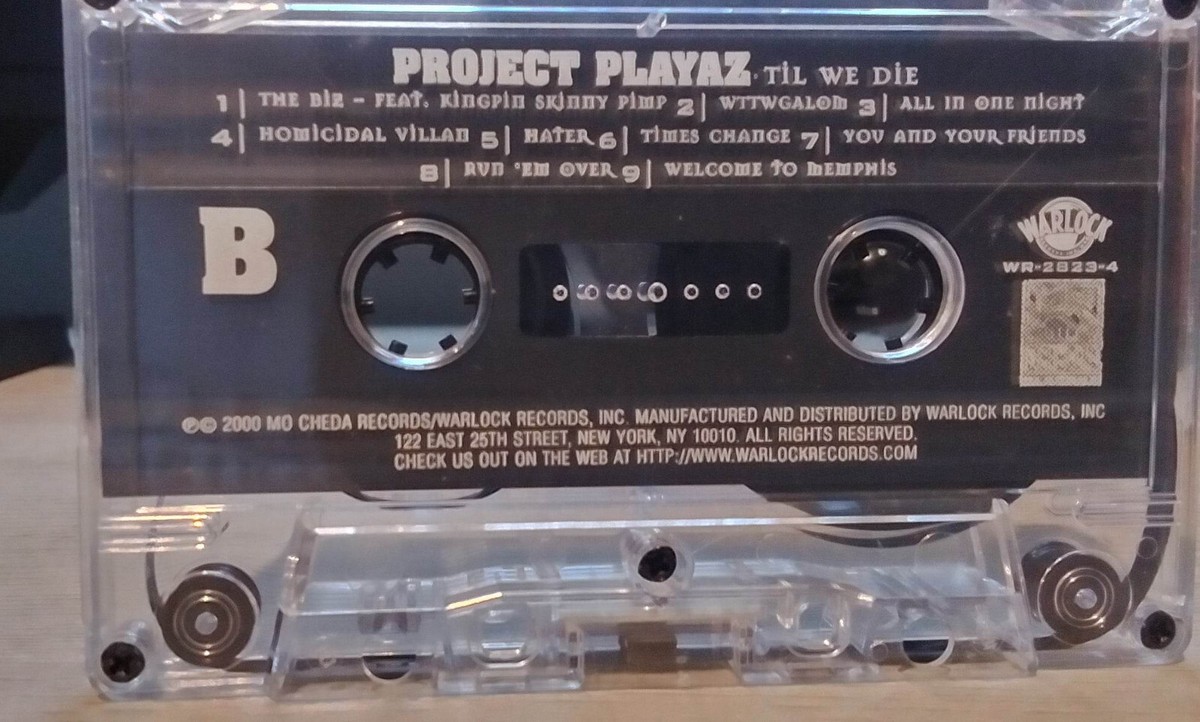 PROJECT PLAYAZ TIL WE DIE
1| THE BIZ - FEAT. KINGPIN SKINNY PIMP 2| WTTWGALOM 3| ALL IN ONE NIGHT
4| HOMICIDAL VILLAN 5| HATER 6| TIMES CHANGE 7| YOU AND YOUR FRIENDS
8| RUN 'EM OVER 9| WELCOME TO MEMPHIS
B
WARLOCK
WR-2823-4
℗© 2000 MO CHEDA RECORDS/WARLOCK RECORDS, INC. MANUFACTURED AND DISTRIBUTED BY WARLOCK RECORDS, INC
122 EAST 25TH STREET, NEW YORK, NY 10010. ALL RIGHTS RESERVED.
CHECK US OUT ON THE WEB AT HTTP://WWW.WARLOCKRECORDS.COM